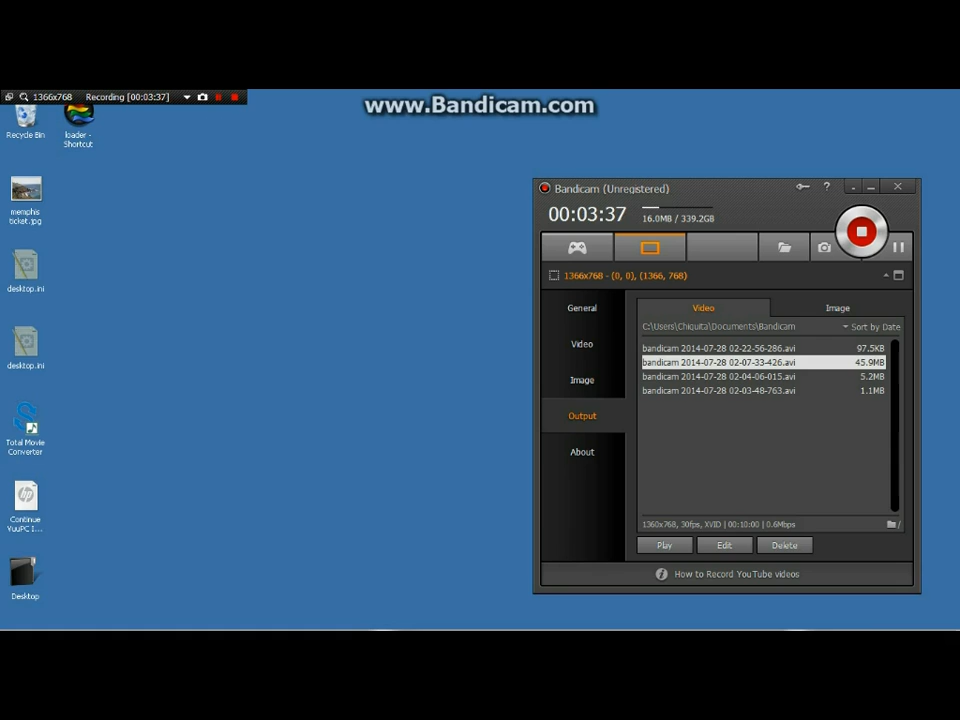 1366x768 Recording [00:03:37]
www.Bandicam.com
Recycle Bin
loader - Shortcut
memphis ticket.jpg
desktop.ini
desktop.ini
Total Movie Converter
Continue YuuPC I...
Desktop
Bandicam (Unregstered)
?
00:03:37
16.0MB / 339.2GB
1366x768 - (0, 0), (1366, 768)
General
Video
Image
Output
About
Video Image
C:\Users\Chiquita\Documents\Bandicam Sort by Date
bandicam 2014-07-28 02-22-56-286.avi 97.5KB
bandicam 2014-07-28 02-07-33-426.avi 45.9MB
bandicam 2014-07-28 02-04-06-015.avi 5.2MB
bandicam 2014-07-28 02-03-48-763.avi 1.1MB
1360x768, 30fps, XVID | 00:10:00 | 0.6Mbps
Play Edit Delete
How to Record YouTube videos